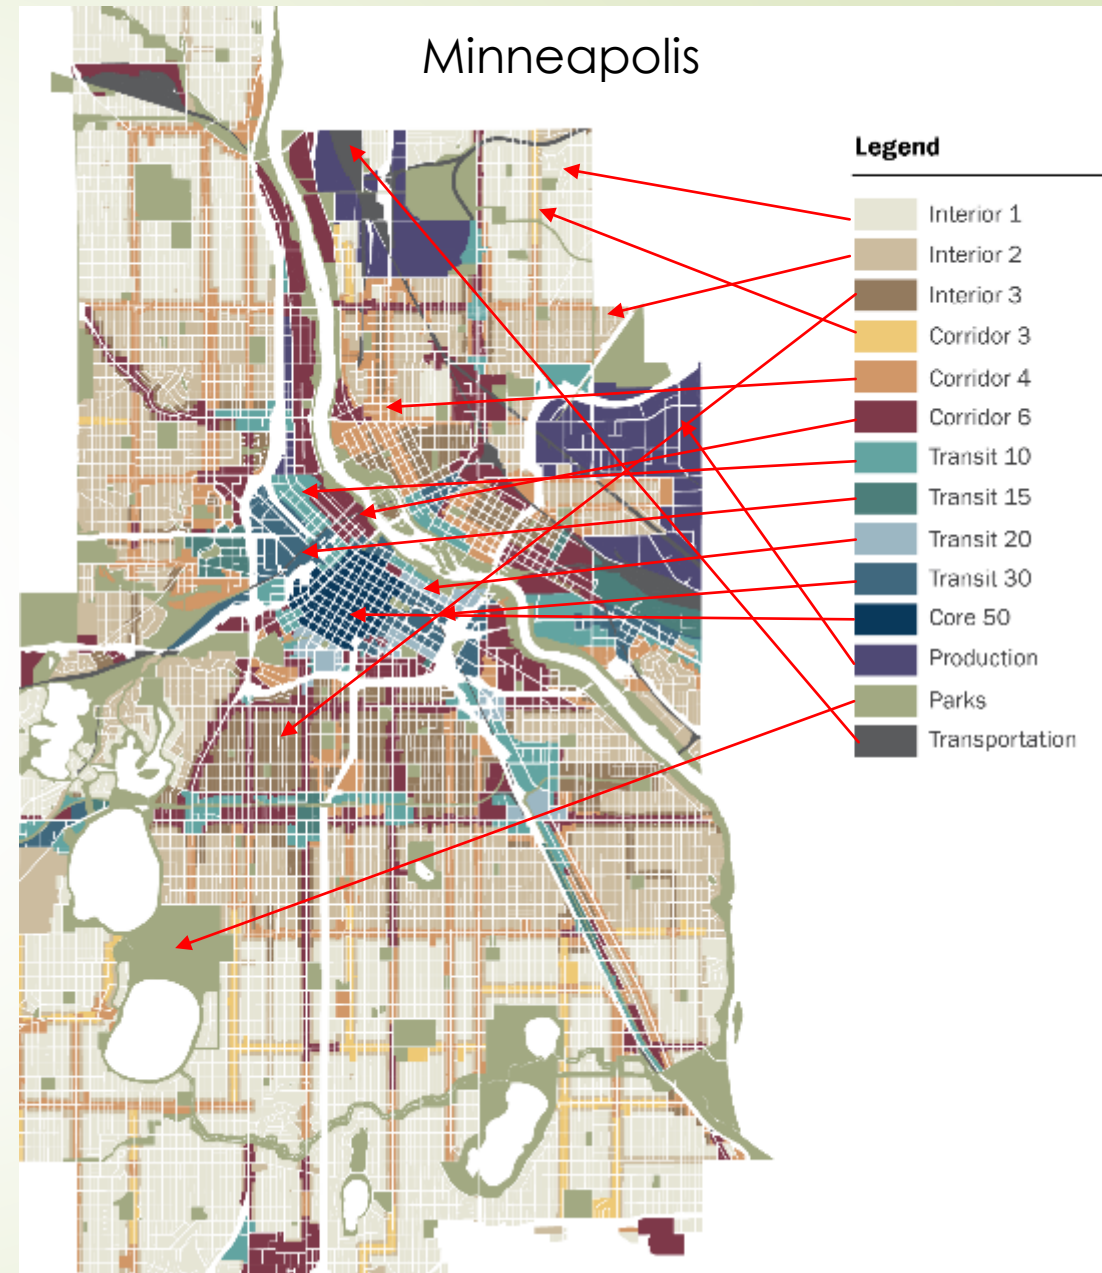 Minneapolis
Legend
Interior 1
Interior 2
Interior 3
Corridor 3
Corridor 4
Corridor 6
Transit 10
Transit 15
Transit 20
Transit 30
Core 50
Production
Parks
Transportation